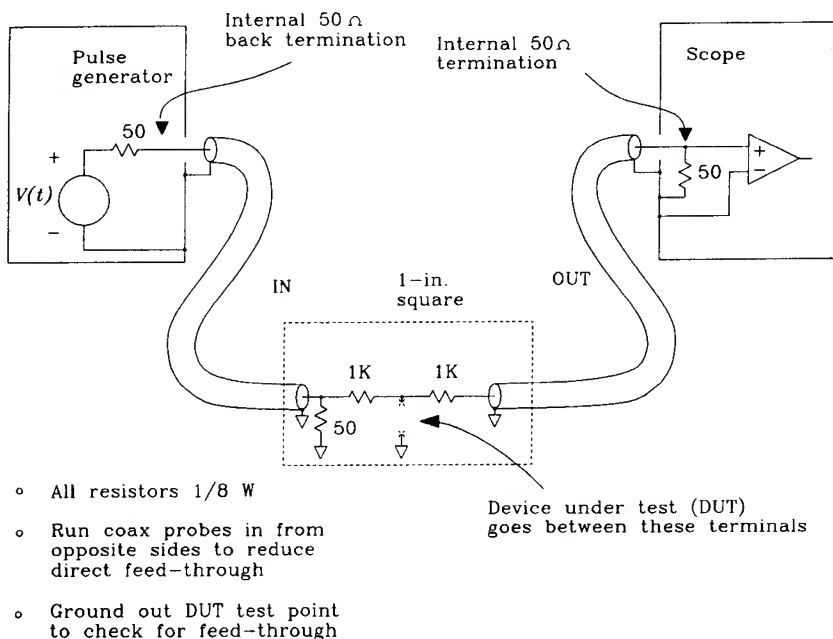 Internal 50 Ω
back termination
Pulse
generator
50
+
V(t)
−
Internal 50Ω
termination
Scope
+
−
50
IN
1−in.
square
OUT
1K
1K
50
Device under test (DUT)
goes between these terminals
∘ All resistors 1/8 W
∘ Run coax probes in from
opposite sides to reduce
direct feed−through
∘ Ground out DUT test point
to check for feed−through